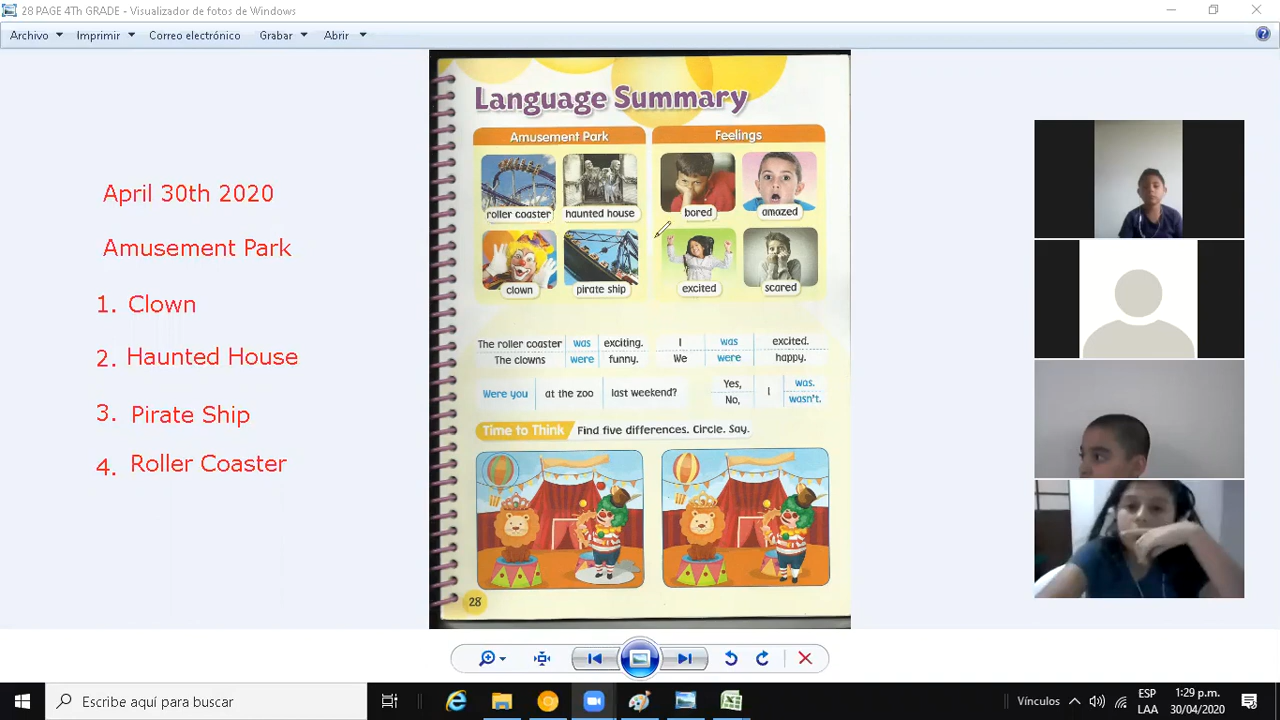 28 PAGE 4Th GRADE - Visualizador de fotos de Windows
Archivo Imprimir Correo electrónico Grabar Abrir
April 30th 2020
Amusement Park
1. Clown
2. Haunted House
3. Pirate Ship
4. Roller Coaster
Language Summary
Amusement Park
roller coaster haunted house
clown pirate ship
Feelings
bored amazed
excited scared
The roller coaster was exciting.
The clowns were funny.
I was excited.
We were happy.
Were you at the zoo last weekend?
Yes, I was.
No, wasn't.
Time to Think Find five differences. Circle. Say.
28
Escribe aquí para buscar
Vínculos
ESP
LAA
1:29 p.m.
30/04/2020